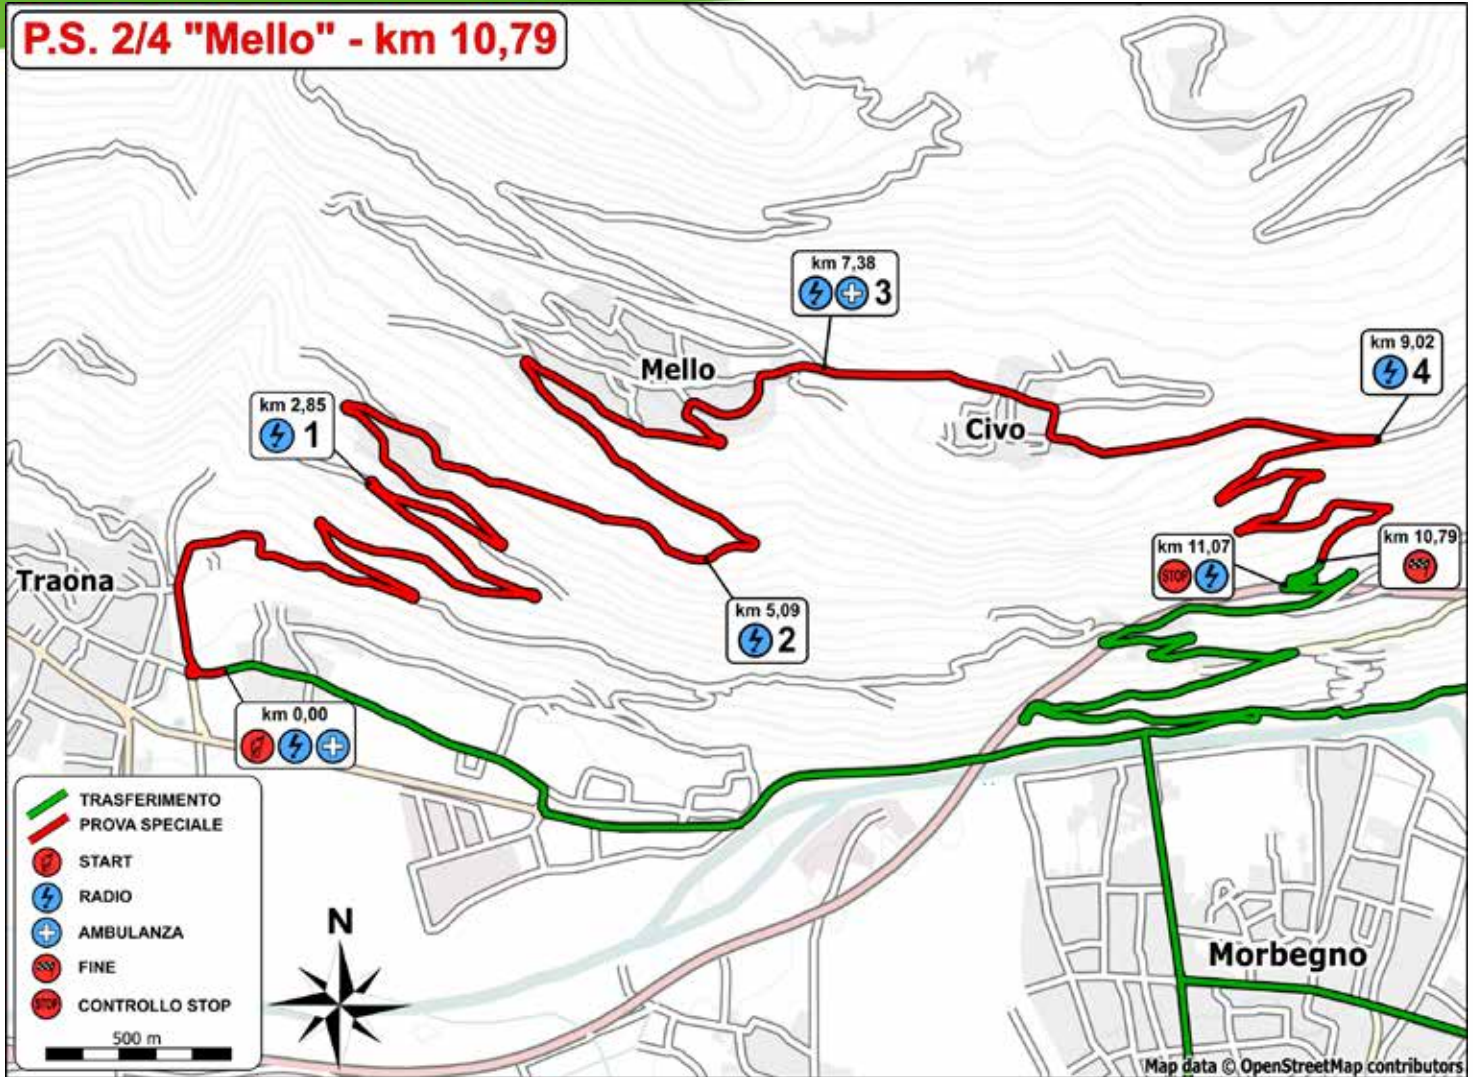 P.S. 2/4 "Mello" - km 10,79
km 7,38
3
km 9,02
4
Mello
km 2,85
1
Civo
km 10,79
km 11,07
STOP
Traona
km 5,09
2
km 0,00
TRASFERIMENTO
PROVA SPECIALE
START
RADIO
AMBULANZA
FINE
STOP CONTROLLO STOP
500 m
N
Morbegno
Map data © OpenStreetMap contributors